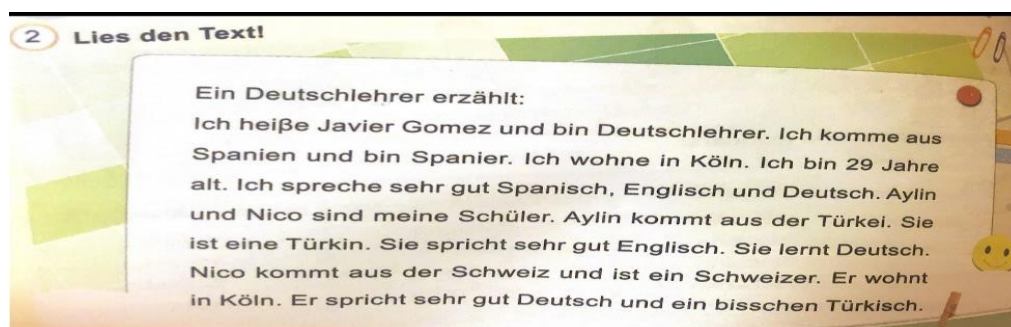 2 Lies den Text!
Ein Deutschlehrer erzählt:
Ich heiße Javier Gomez und bin Deutschlehrer. Ich komme aus
Spanien und bin Spanier. Ich wohne in Köln. Ich bin 29 Jahre
alt. Ich spreche sehr gut Spanisch, Englisch und Deutsch. Aylin
und Nico sind meine Schüler. Aylin kommt aus der Türkei. Sie
ist eine Türkin. Sie spricht sehr gut Englisch. Sie lernt Deutsch.
Nico kommt aus der Schweiz und ist ein Schweizer. Er wohnt
in Köln. Er spricht sehr gut Deutsch und ein bisschen Türkisch.